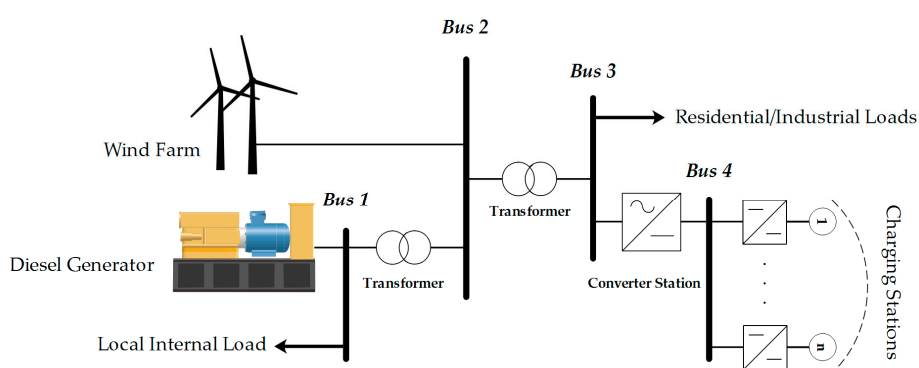 Bus 2
Bus 3
Residential/Industrial Loads
Wind Farm
Bus 4
Bus 1
Transformer
1
Diesel Generator
Transformer
Converter Station
Charging Stations
Local Internal Load
n